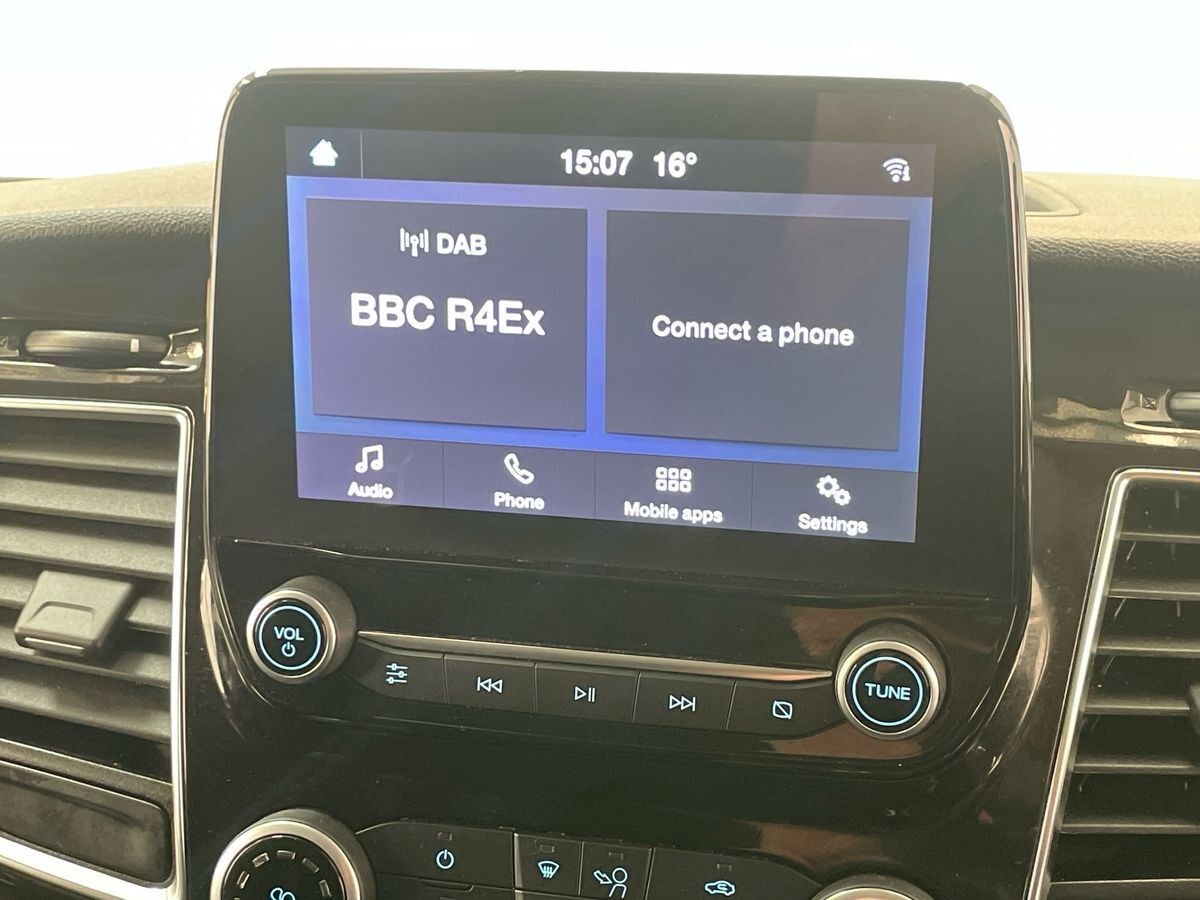 15:07 16°
DAB
BBC R4Ex
Connect a phone
Audio
Phone
Mobile apps
Settings
VOL
TUNE